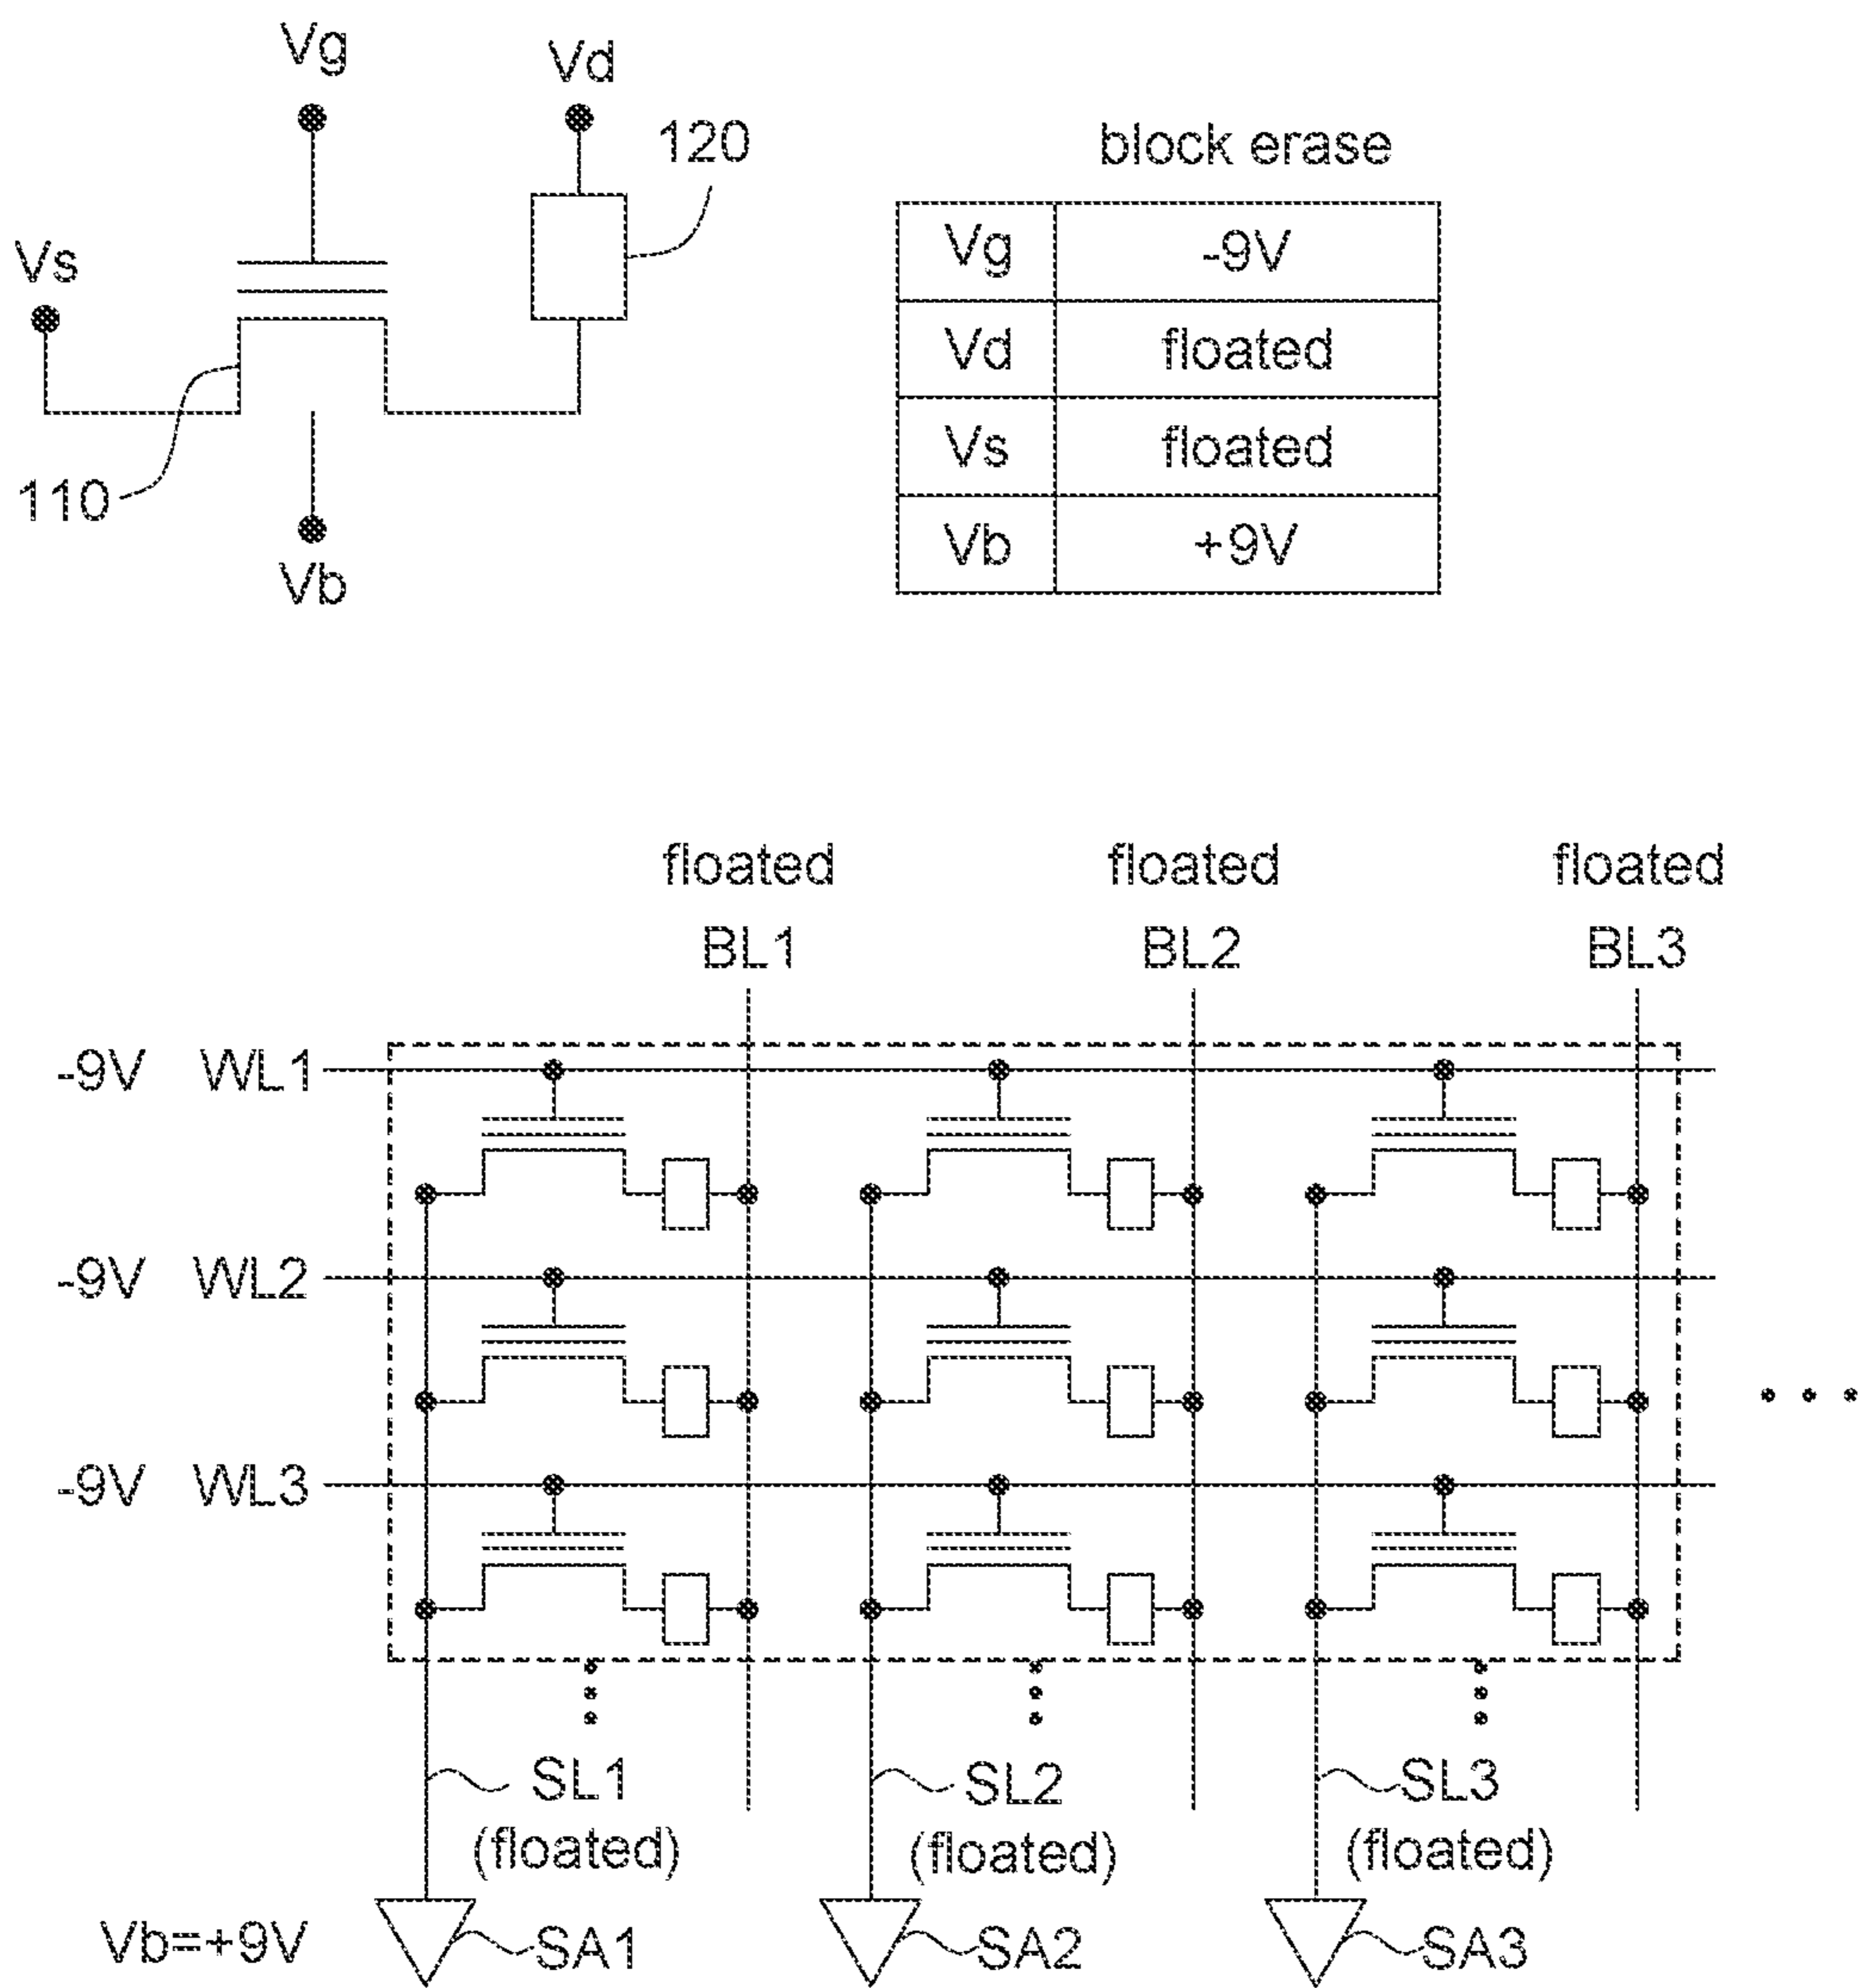 Vg
Vd
120
Vs
110
Vb
block erase
Vg -9V
Vd floated
Vs floated
Vb +9V
floated floated floated
BL1 BL2 BL3
-9V WL1
-9V WL2
-9V WL3
SL1 SL2 SL3
(floated) (floated) (floated)
Vb=+9V SA1 SA2 SA3